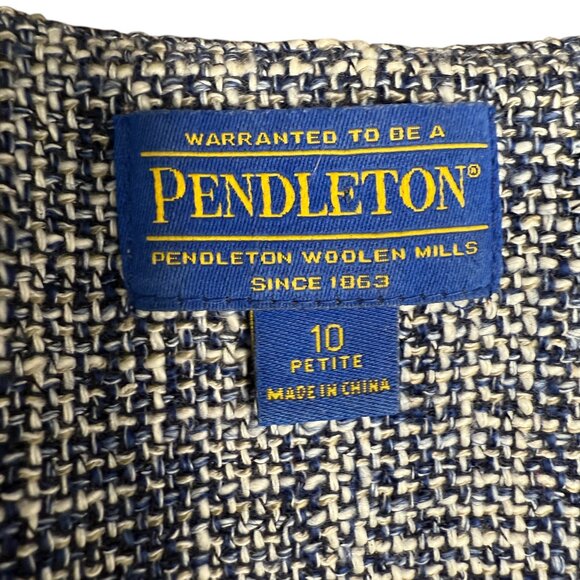 WARRANTED TO BE A
PENDLETON®
PENDLETON WOOLEN MILLS
SINCE 1863
10
PETITE
MADE IN CHINA